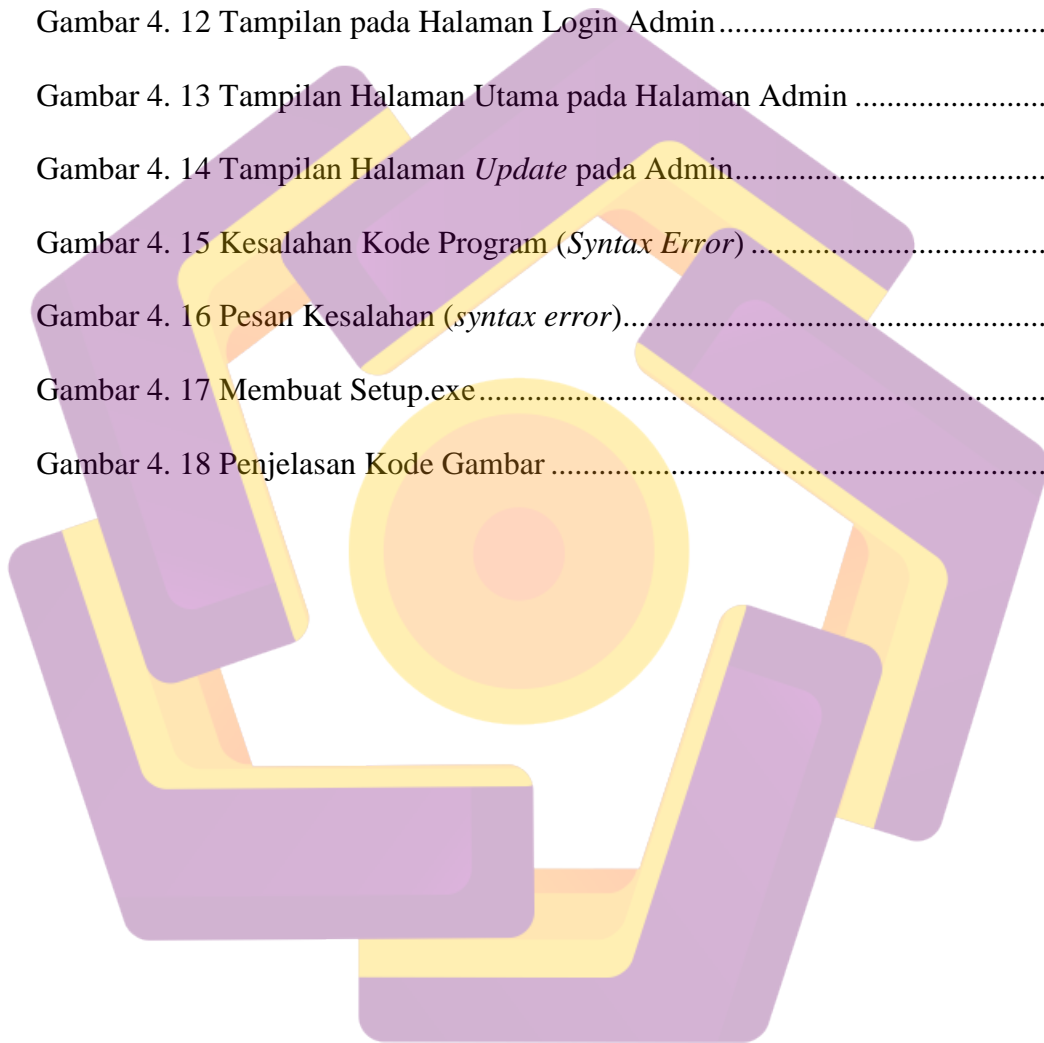 Gambar 4. 12 Tampilan pada Halaman Login Admin........................................
Gambar 4. 13 Tampilan Halaman Utama pada Halaman Admin .......................
Gambar 4. 14 Tampilan Halaman Update pada Admin......................................
Gambar 4. 15 Kesalahan Kode Program (Syntax Error) ....................................
Gambar 4. 16 Pesan Kesalahan (syntax error)....................................................
Gambar 4. 17 Membuat Setup.exe......................................................................
Gambar 4. 18 Penjelasan Kode Gambar .............................................................